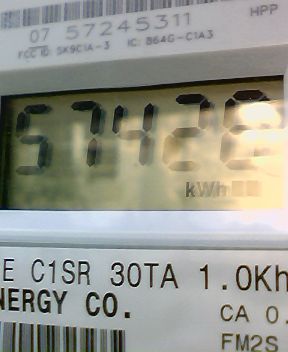 HPP
07 57245311
FCC ID: SK9C1A-3 IC: 864G-C1A3
57428
kWh
E C1SR 30TA 1.0Kh
NERGY CO.
CA 0.
FM2S